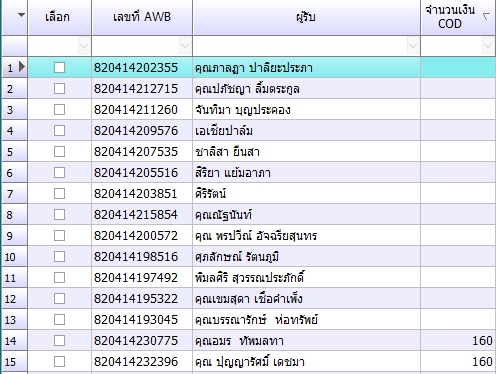 เลือก เลขที่ AWB ผู้รับ จำนวนเงิน COD
1 820414202355 คุณภาลฎา ปาลิยะประภา
2 820414212715 คุณปภัชญา ลิ้มตระกูล
3 820414211260 จันทิมา บุญประคอง
4 820414209576 เอเชียปาล์ม
5 820414207535 ชาลิสา ยืนสา
6 820414205516 สิริยา แย้มอาภา
7 820414203851 ศิริรัตน์
8 820414215854 คุณณัฐนันท์
9 820414200572 คุณ พรปวีณ์ อัจฉริยสุนทร
10 820414198516 ศุภลักษณ์ รัตนภูมิ
11 820414197492 พิมลศิริ สุวรรณประภักดิ์
12 820414195322 คุณเขมสุดา เชื้อคำเพ็ง
13 820414193045 คุณบรรณารักษ์ ห่อทรัพย์
14 820414230775 คุณอมร ทัพมลทา 160
15 820414232396 คุณ ปุญญารัศมิ์ เดชมา 160